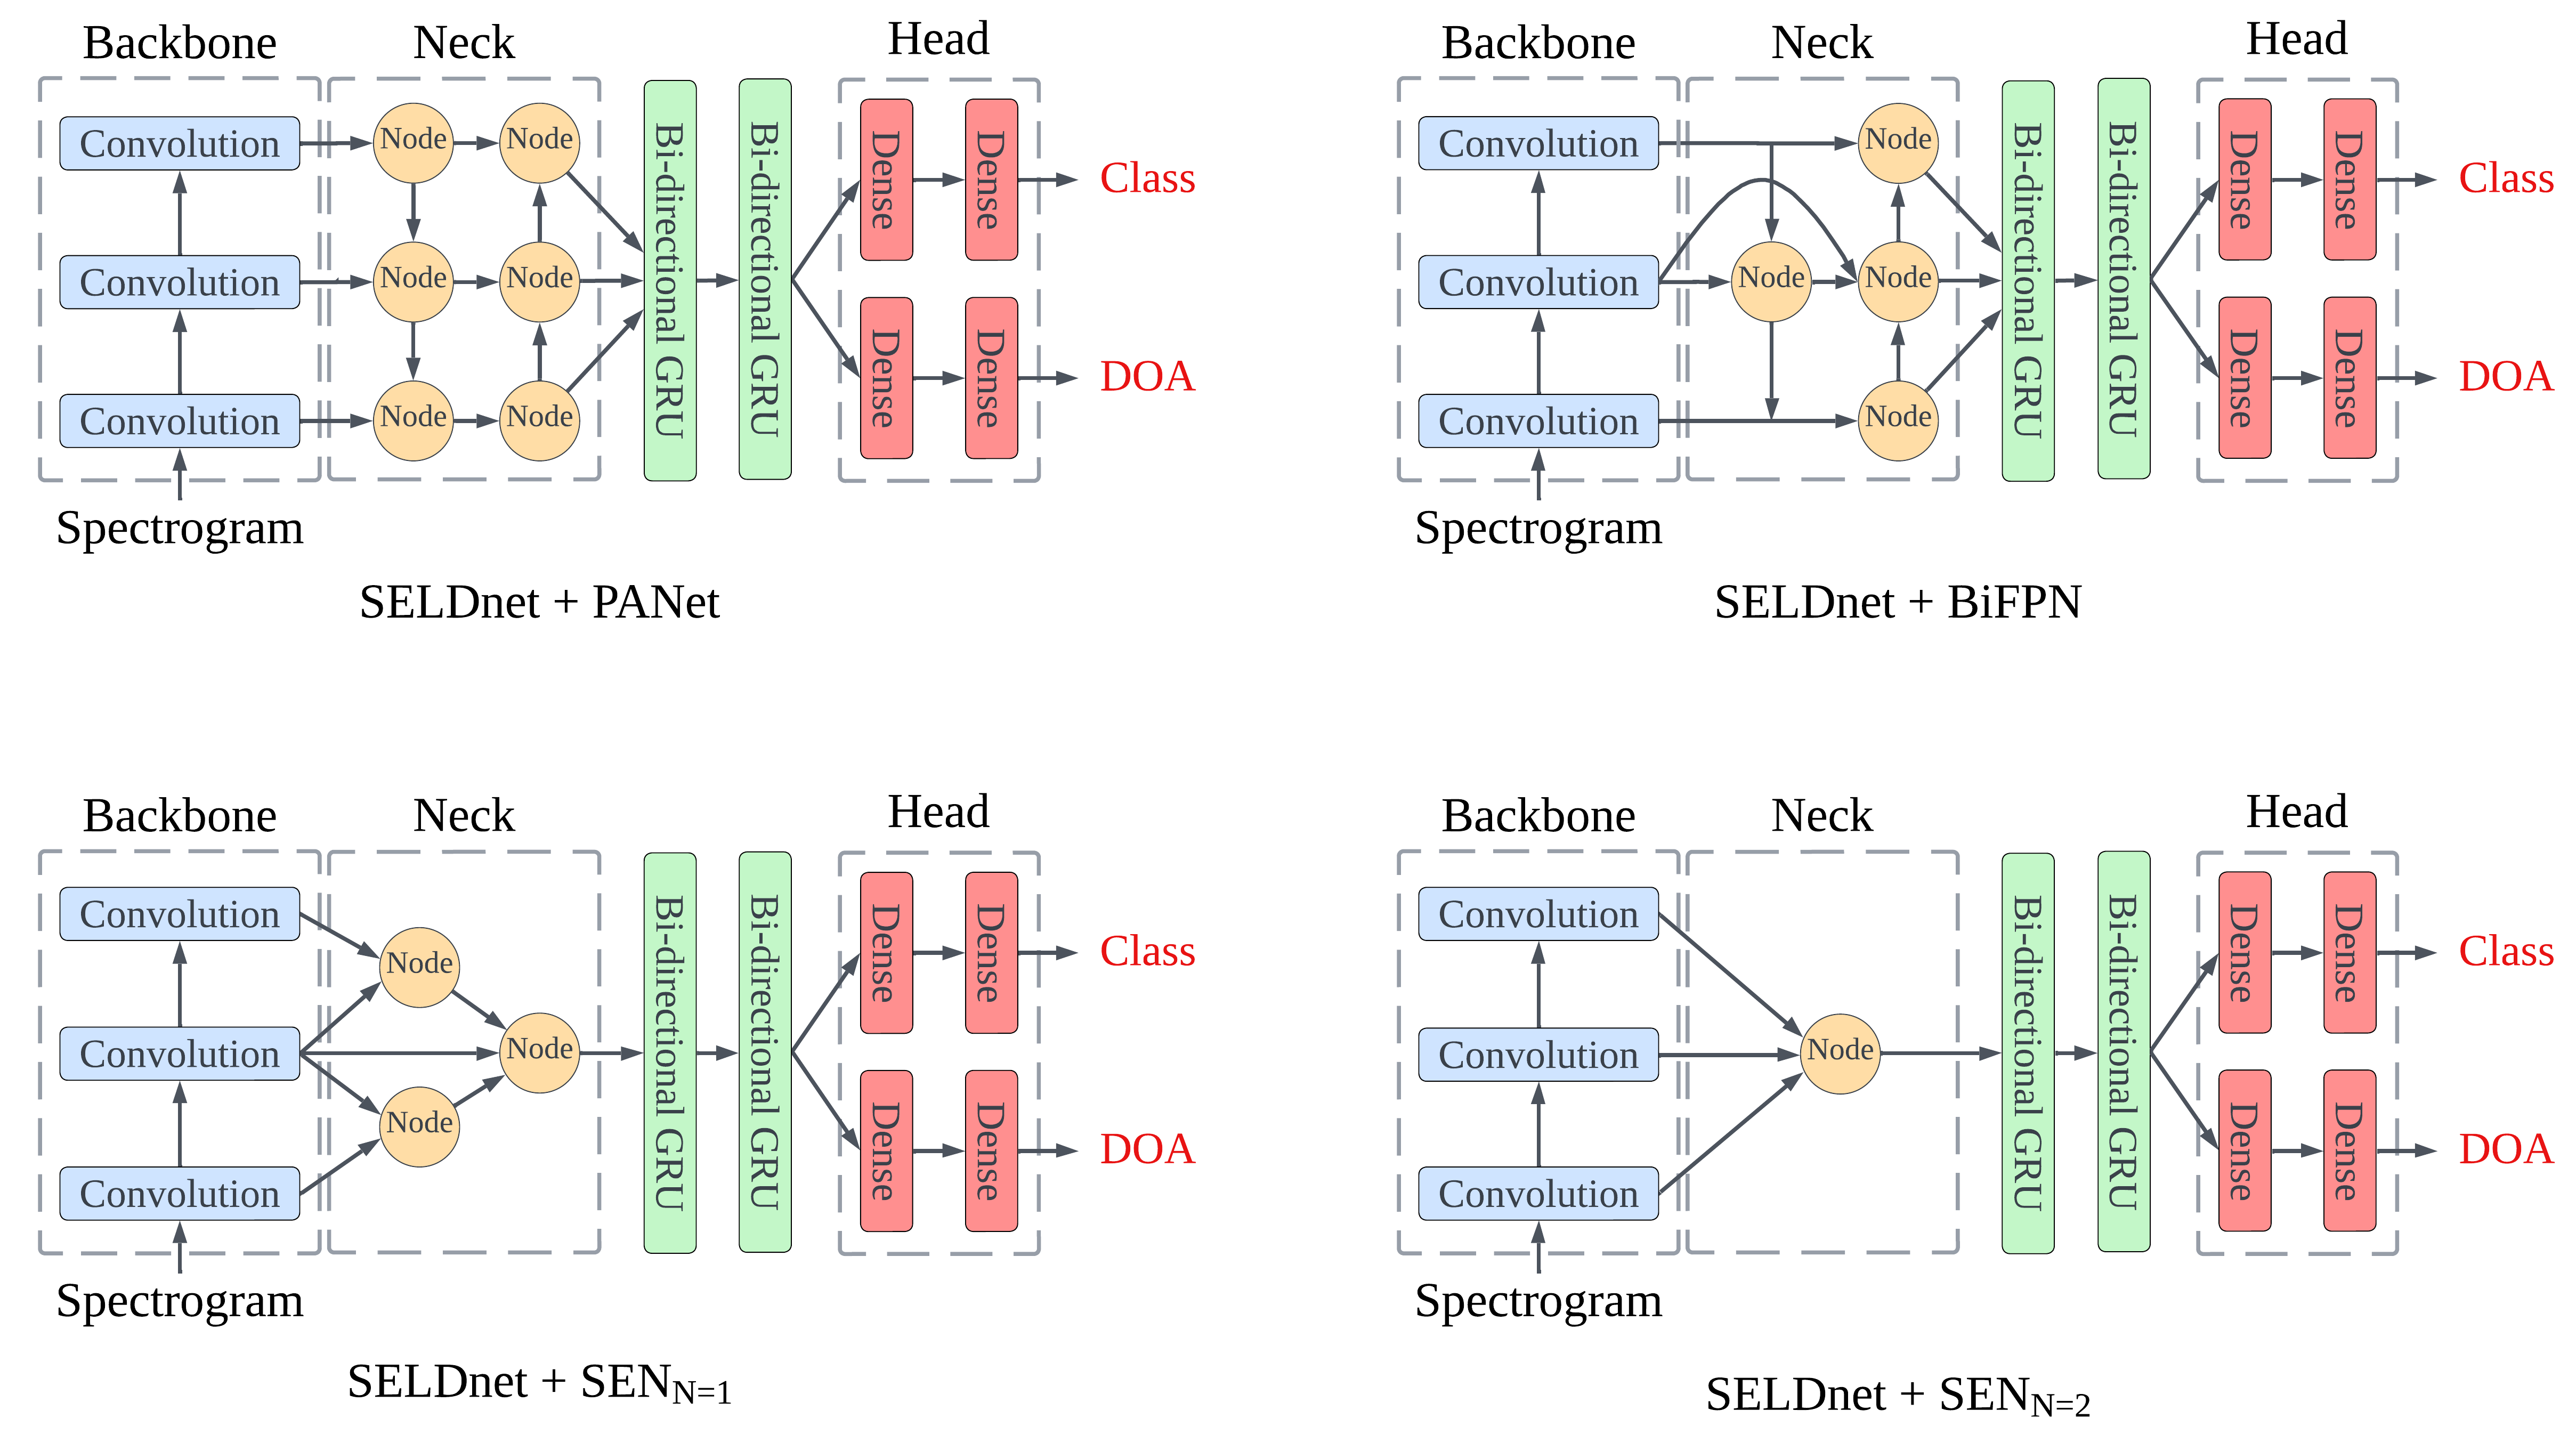 Backbone
Neck
Head
Convolution
Convolution
Convolution
Node
Node
Node
Node
Node
Node
Bi-directional GRU
Bi-directional GRU
Dense
Dense
Dense
Dense
Class
DOA
Spectrogram
SELDnet + PANet
Backbone
Neck
Head
Convolution
Convolution
Convolution
Node
Node
Node
Node
Bi-directional GRU
Bi-directional GRU
Dense
Dense
Dense
Dense
Class
DOA
Spectrogram
SELDnet + BiFPN
Backbone
Neck
Head
Convolution
Convolution
Convolution
Node
Node
Node
Bi-directional GRU
Bi-directional GRU
Dense
Dense
Dense
Dense
Class
DOA
Spectrogram
SELDnet + SENN=1
Backbone
Neck
Head
Convolution
Convolution
Convolution
Node
Bi-directional GRU
Bi-directional GRU
Dense
Dense
Dense
Dense
Class
DOA
Spectrogram
SELDnet + SENN=2